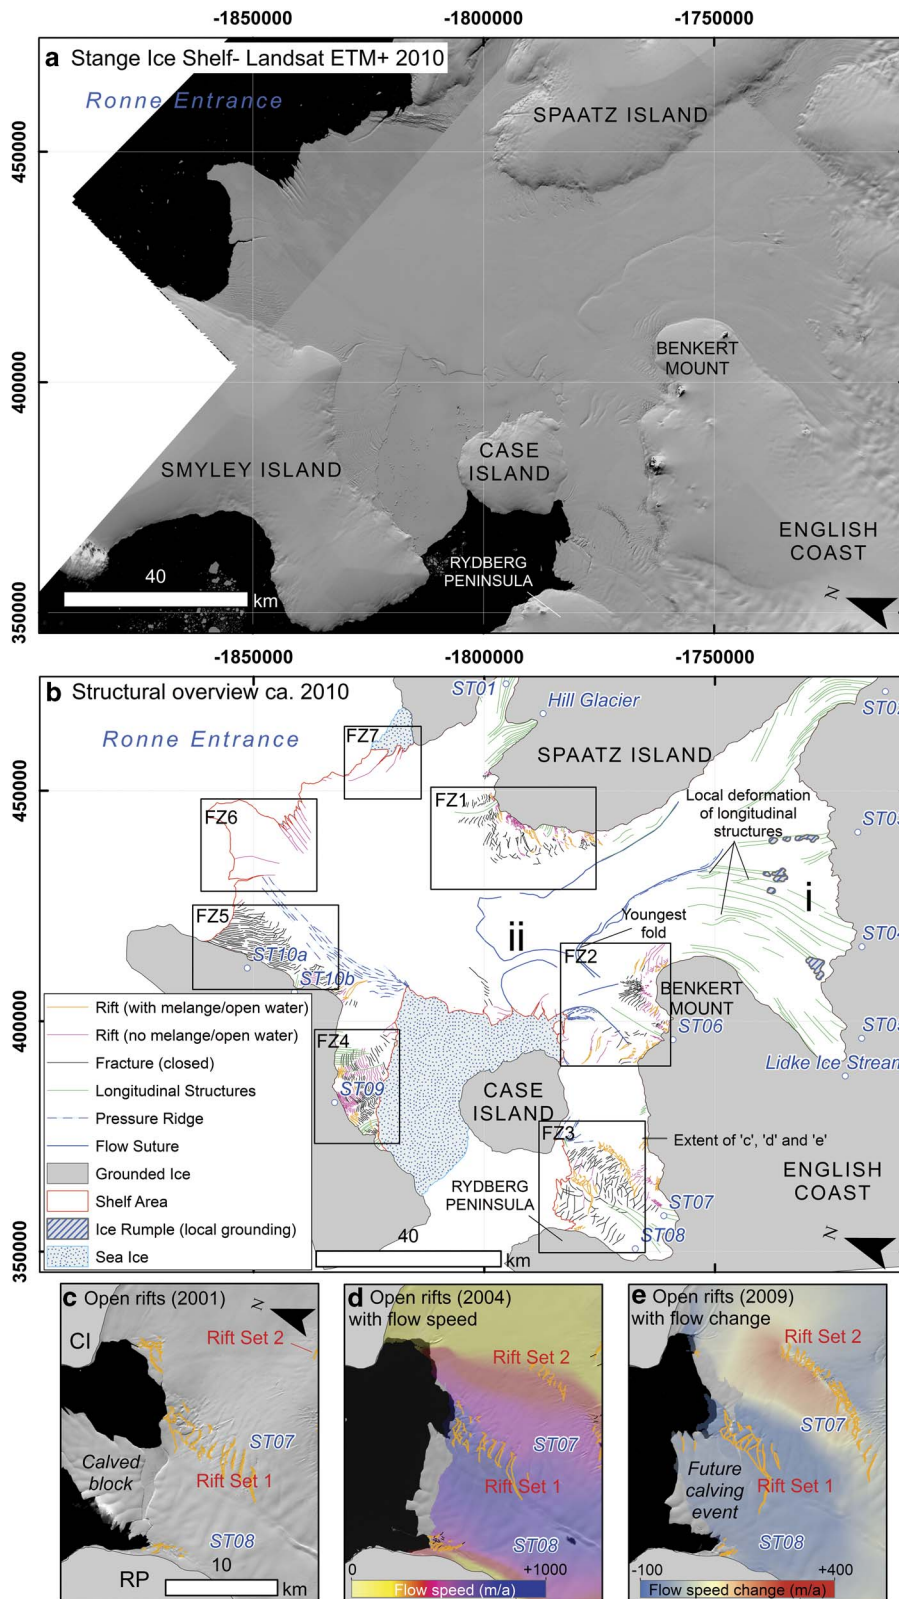 -1850000 -1800000 -1750000
a Stange Ice Shelf- Landsat ETM+ 2010
Ronne Entrance
SPAATZ ISLAND
450000
BENKERT
MOUNT
400000
CASE
ISLAND
SMYLEY ISLAND
ENGLISH
COAST
RYDBERG
PENINSULA
40
km
N
350000
-1850000 -1800000 -1750000
b Structural overview ca. 2010
ST01
Hill Glacier
Ronne Entrance
FZ7
SPAATZ ISLAND
450000
FZ1
Local deformation
of longitudinal
structures
FZ6
i
FZ5
ii
Youngest
fold
ST04
FZ2
ST10a
ST10b
BENKERT
MOUNT
400000
Rift (with melange/open water)
Rift (no melange/open water)
Fracture (closed)
Longitudinal Structures
Pressure Ridge
Flow Suture
Grounded Ice
Shelf Area
Ice Rumple (local grounding)
Sea Ice
FZ4
ST06
ST09
Lidke Ice Stream
CASE
ISLAND
FZ3
Extent of 'c', 'd' and 'e'
ENGLISH
COAST
RYDBERG
PENINSULA
ST07
ST08
40
km
N
350000
c Open rifts (2001)
N
CI
Rift Set 2
ST07
Calved
block
Rift Set 1
ST08
RP
10
km
d Open rifts (2004)
with flow speed
Rift Set 2
ST07
Rift Set 1
ST08
0 +1000
Flow speed (m/a)
e Open rifts (2009)
with flow change
Rift Set 2
ST07
Future
calving
event
Rift Set 1
ST08
-100 +400
Flow speed change (m/a)